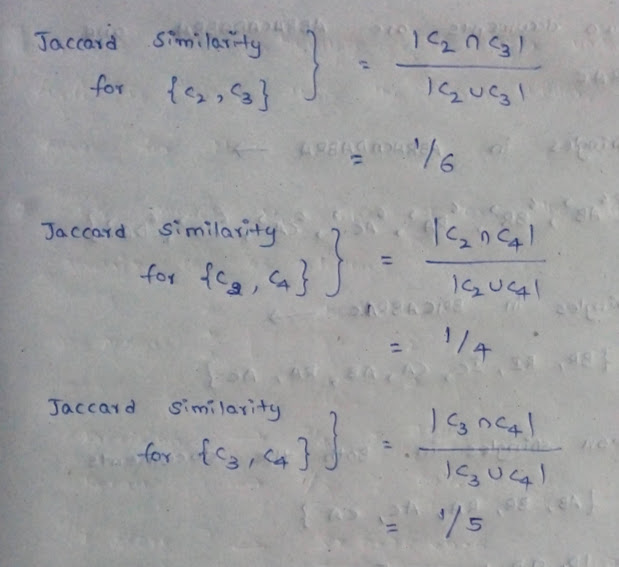 Jaccard Similarity for {C2, C3} } = |C2 ∩ C3| / |C2 ∪ C3|
= 1/6
Jaccard Similarity for {C2, C4} } = |C2 ∩ C4| / |C2 ∪ C4|
= 1/4
Jaccard Similarity for {C3, C4} } = |C3 ∩ C4| / |C3 ∪ C4|
= 1/5